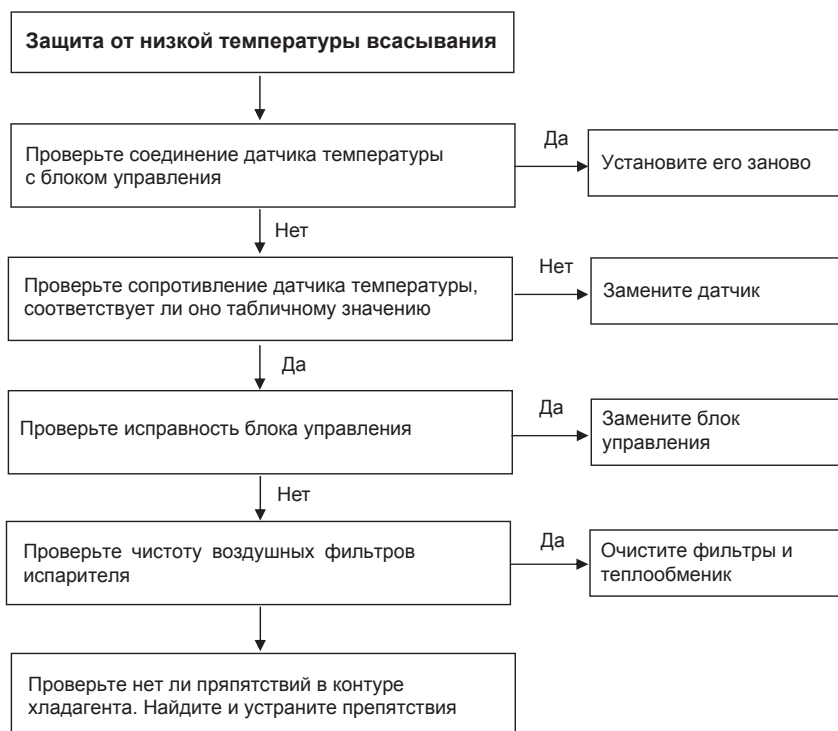 Защита от низкой температуры всасывания
Проверьте соединение датчика температуры
с блоком управления
Да
Установите его заново
Нет
Проверьте сопротивление датчика температуры,
соответствует ли оно табличному значению
Нет
Замените датчик
Да
Проверьте исправность блока управления
Да
Замените блок
управления
Нет
Проверьте чистоту воздушных фильтров
испарителя
Да
Очистите фильтры и
теплообменик
Проверьте нет ли пряпятствий в контуре
хладагента. Найдите и устраните препятствия